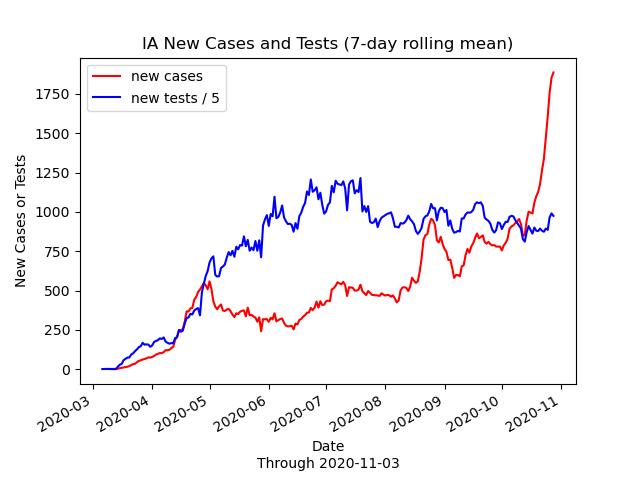 IA New Cases and Tests (7-day rolling mean)
new cases
new tests / 5
New Cases or Tests
1750
1500
1250
1000
750
500
250
0
2020-03
2020-04
2020-05
2020-06
2020-07
2020-08
2020-09
2020-10
2020-11
Date
Through 2020-11-03